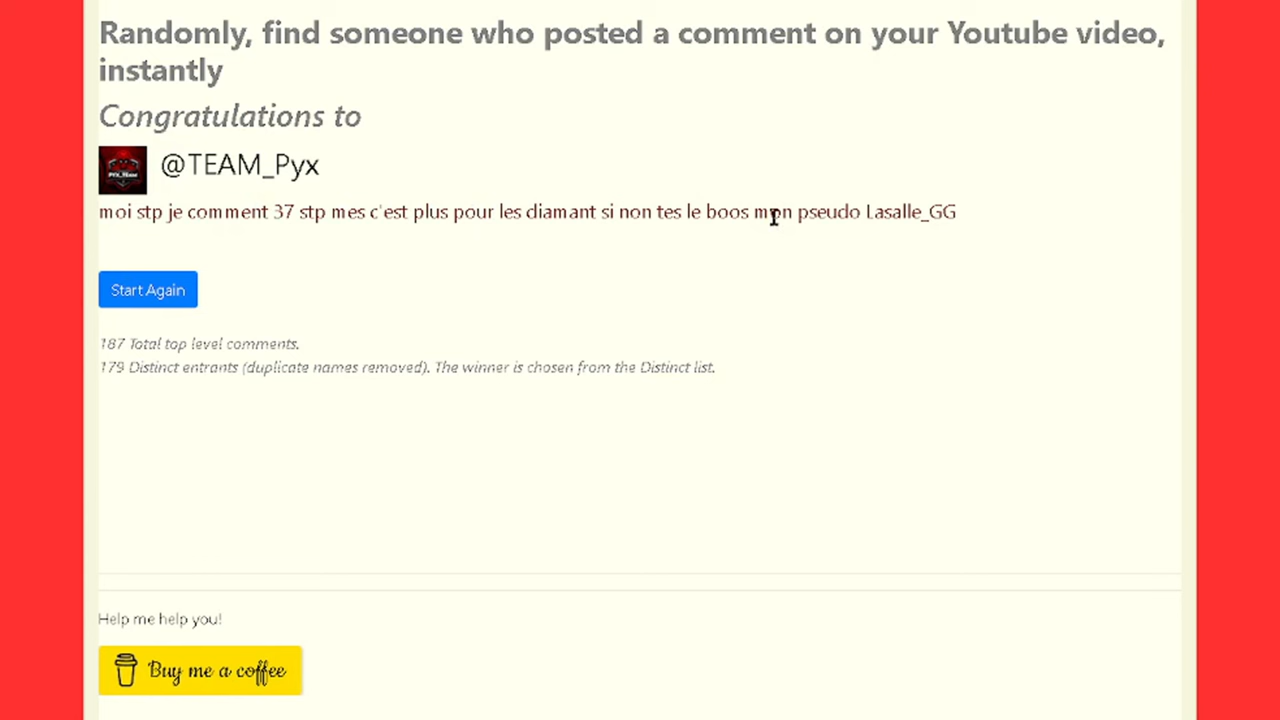 Randomly, find someone who posted a comment on your Youtube video,
instantly
Congratulations to
@TEAM_Pyx
moi stp je comment 37 stp mes c'est plus pour les diamant si non tes le boos mon pseudo Lasalle_GG
Start Again
187 Total top level comments.
179 Distinct entrants (duplicate names removed). The winner is chosen from the Distinct list.
Help me help you!
Buy me a coffee